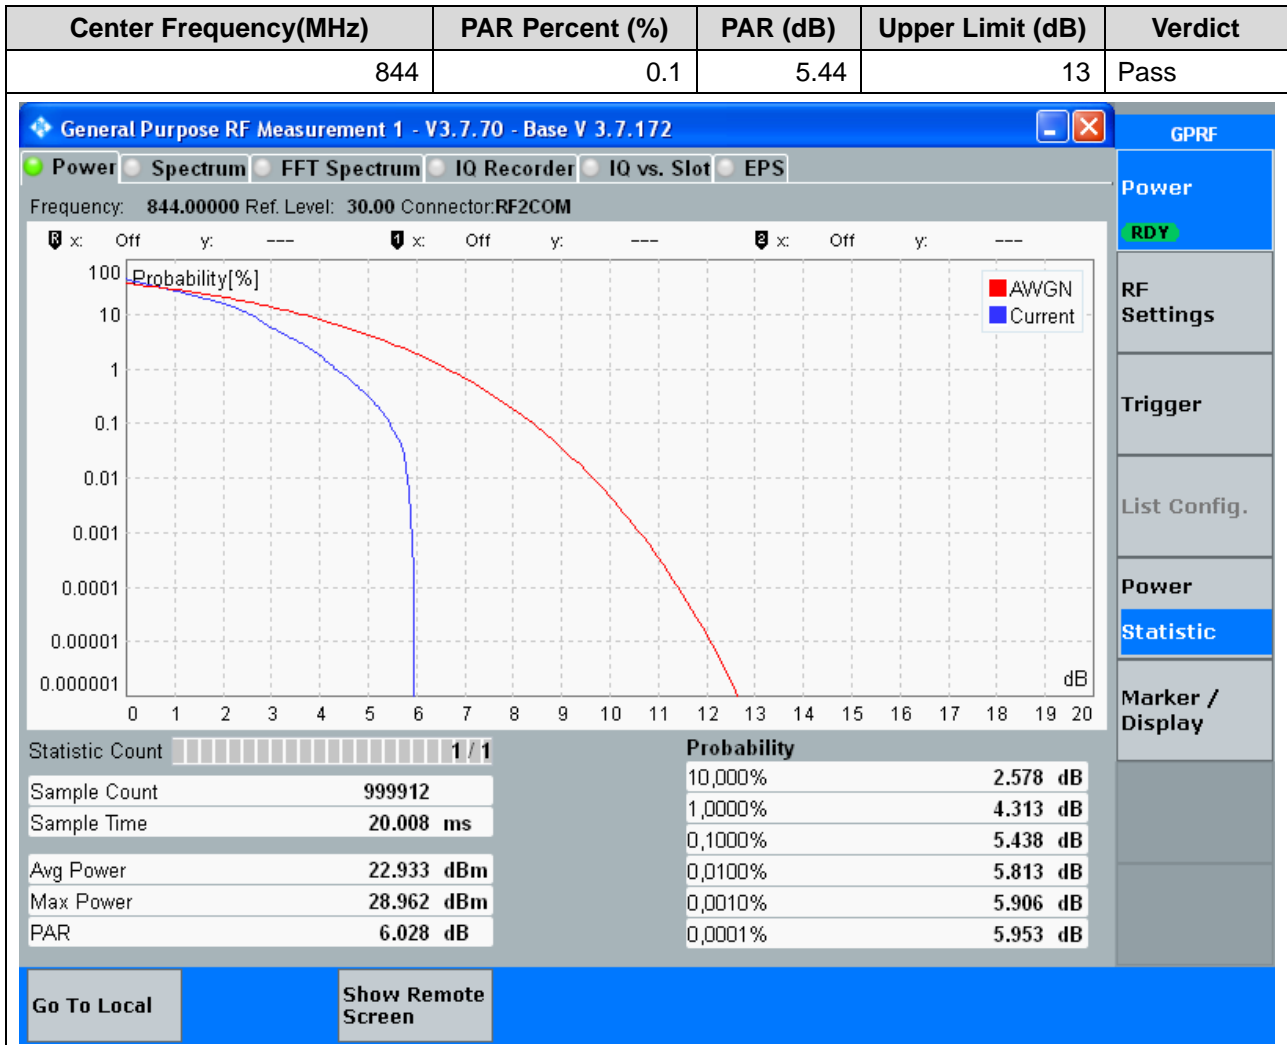 Center Frequency(MHz) PAR Percent (%) PAR (dB) Upper Limit (dB) Verdict
844 0.1 5.44 13 Pass
General Purpose RF Measurement 1 - V3.7.70 - Base V 3.7.172
GPRF
Power Spectrum FFT Spectrum IQ Recorder IQ vs. Slot EPS
Frequency: 844.00000 Ref. Level: 30.00 Connector:RF2COM
R x: Off y: --- 1 x: Off y: --- 2 x: Off y: ---
Probability[%]
100
10
1
0.1
0.01
0.001
0.0001
0.00001
0.000001
AWGN
Current
dB
0 1 2 3 4 5 6 7 8 9 10 11 12 13 14 15 16 17 18 19 20
Statistic Count 1 / 1
Sample Count 999912
Sample Time 20.008 ms
Avg Power 22.933 dBm
Max Power 28.962 dBm
PAR 6.028 dB
Probability
10,000% 2.578 dB
1,0000% 4.313 dB
0,1000% 5.438 dB
0,0100% 5.813 dB
0,0010% 5.906 dB
0,0001% 5.953 dB
Power
RDY
RF
Settings
Trigger
List Config.
Power
Statistic
Marker /
Display
Go To Local
Show Remote
Screen